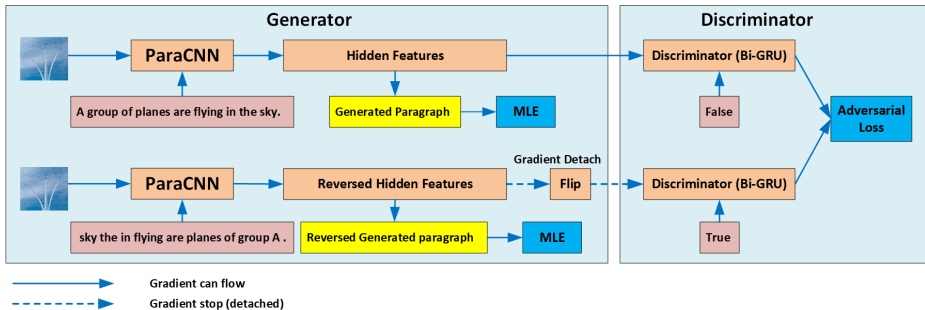 Generator
Discriminator
ParaCNN
Hidden Features
Discriminator (Bi-GRU)
A group of planes are flying in the sky.
Generated Paragraph
MLE
False
Adversarial
Loss
Gradient Detach
ParaCNN
Reversed Hidden Features
Flip
Discriminator (Bi-GRU)
sky the in flying are planes of group A .
Reversed Generated paragraph
MLE
True
Gradient can flow
Gradient stop (detached)